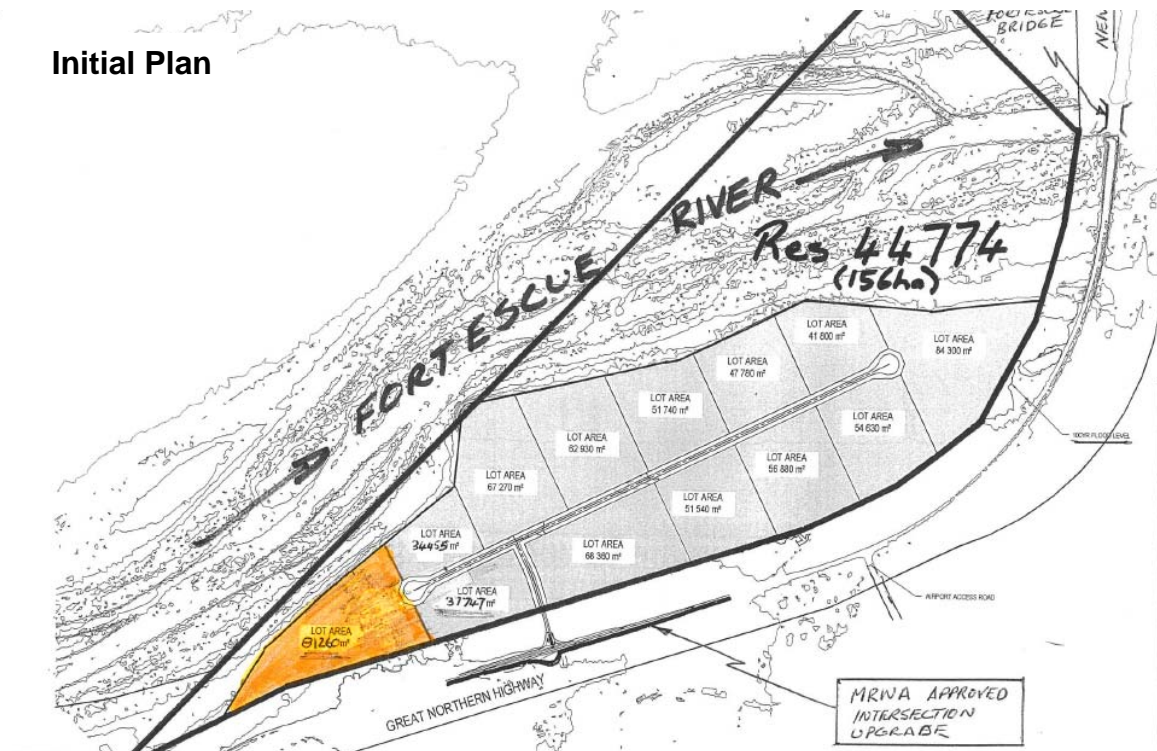 Initial Plan
FORTESCUE
BRIDGE
FORTESCUE RIVER
Res 44774
(156ha)
LOT AREA
41 800 m²
LOT AREA
84 300 m²
LOT AREA
47 780 m²
LOT AREA
51 740 m²
LOT AREA
54 630 m²
LOT AREA
62 930 m²
LOT AREA
56 880 m²
LOT AREA
67 270 m²
LOT AREA
51 540 m²
LOT AREA
34455 m²
LOT AREA
68 360 m²
LOT AREA
37747 m²
LOT AREA
81260 m²
100YR FLOOD LEVEL
AIRPORT ACCESS ROAD
GREAT NORTHERN HIGHWAY
MRWA APPROVED
INTERSECTION
UPGRADE